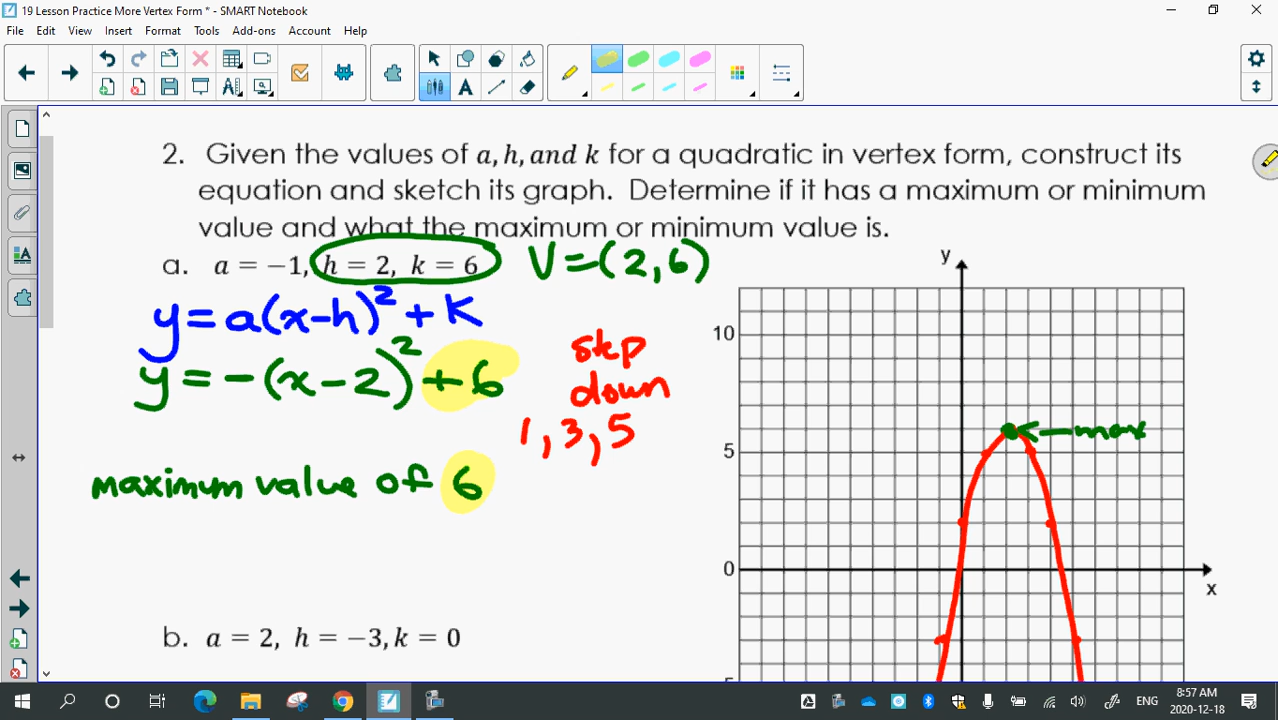 19 Lesson Practice More Vertex Form * - SMART Notebook
File Edit View Insert Format Tools Add-ons Account Help
2. Given the values of a, h, and k for a quadratic in vertex form, construct its
equation and sketch its graph. Determine if it has a maximum or minimum
value and what the maximum or minimum value is.
a. a = −1, h = 2, k = 6 V=(2,6)
y=a(x-h)²+k
y=-(x-2)²+6
step
down
1,3,5
maximum value of 6
y
10
5
max
0
x
b. a = 2, h = −3, k = 0
ENG
8:57 AM
2020-12-18